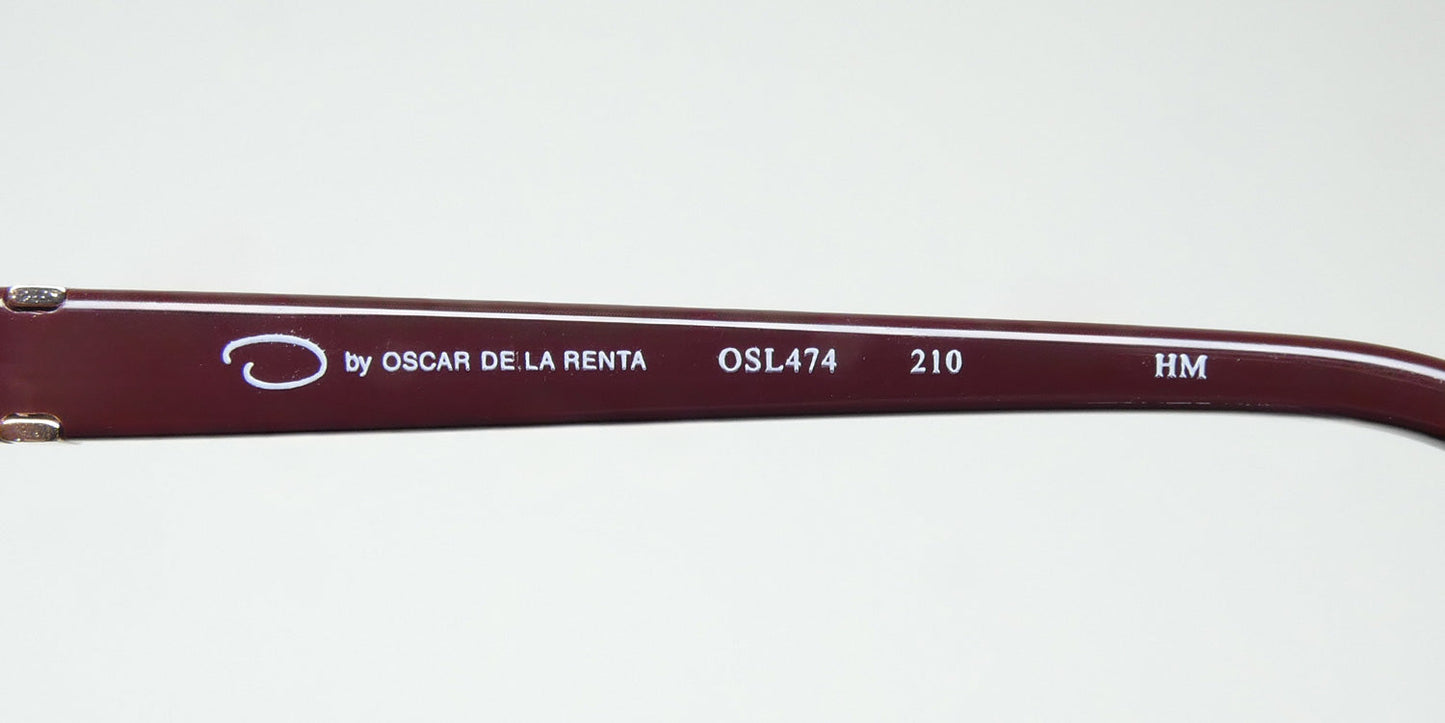 O by OSCAR DE LA RENTA OSL474 210 HM